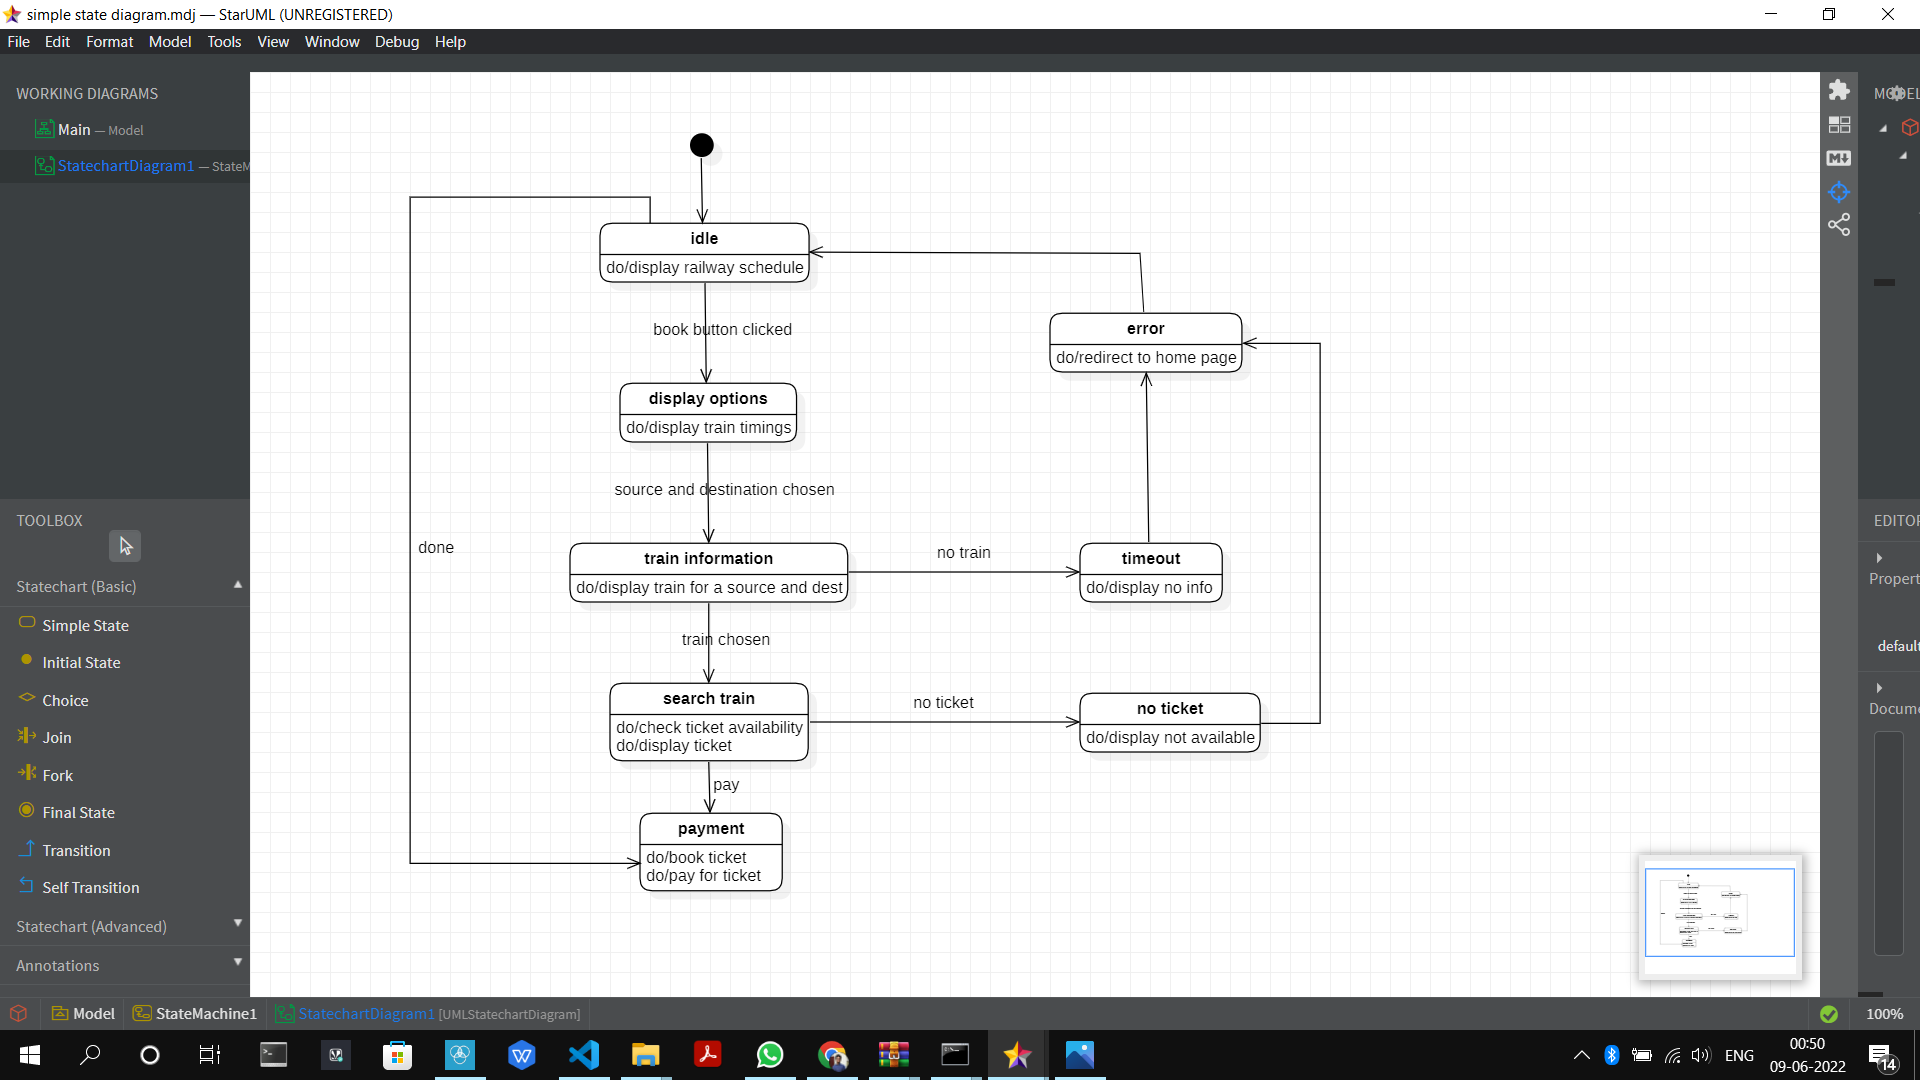 simple state diagram.mdj — StarUML (UNREGISTERED)
File Edit Format Model Tools View Window Debug Help
WORKING DIAGRAMS
Main — Model
StatechartDiagram1 — StateM
TOOLBOX
Statechart (Basic)
Simple State
Initial State
Choice
Join
Fork
Final State
Transition
Self Transition
Statechart (Advanced)
Annotations
idle
do/display railway schedule
book button clicked
error
do/redirect to home page
display options
do/display train timings
source and destination chosen
done
train information
do/display train for a source and dest
no train
timeout
do/display no info
train chosen
search train
do/check ticket availability
do/display ticket
no ticket
no ticket
do/display not available
pay
payment
do/book ticket
do/pay for ticket
M↓
EDITOR
Propert
default
Docume
Model
StateMachine1
StatechartDiagram1 [UMLStatechartDiagram]
100%
ENG
00:50
09-06-2022
14